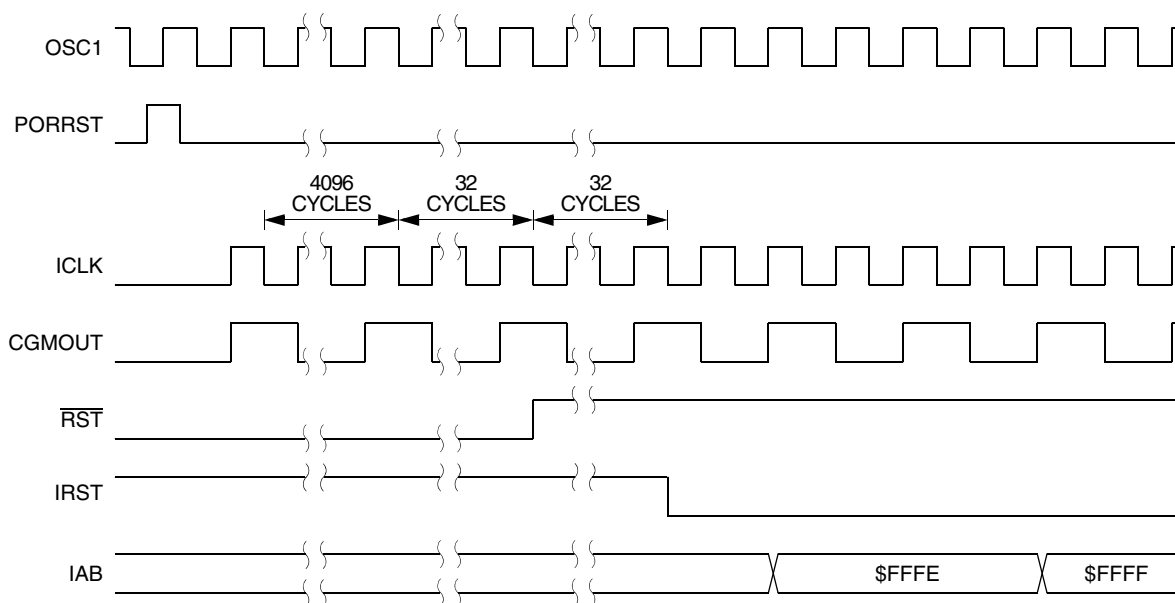 OSC1
PORRST
4096
CYCLES
32
CYCLES
32
CYCLES
ICLK
CGMOUT
RST
IRST
IAB
$FFFE
$FFFF